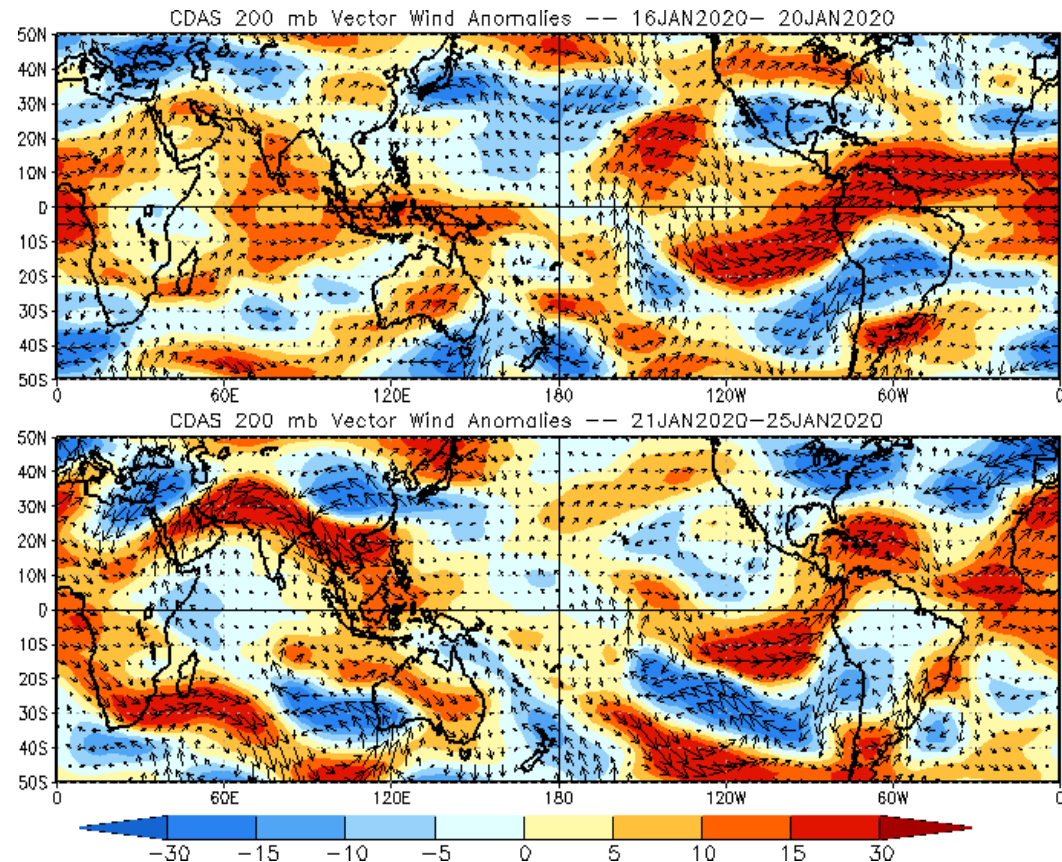 CDAS 200 mb Vector Wind Anomalies -- 16JAN2020- 20JAN2020
50N
40N
30N
20N
10N
0
10S
20S
30S
40S
50S
0 60E 120E 180 120W 60W 0
CDAS 200 mb Vector Wind Anomalies -- 21JAN2020-25JAN2020
50N
40N
30N
20N
10N
0
10S
20S
30S
40S
50S
0 60E 120E 180 120W 60W 0
-30 -15 -10 -5 0 5 10 15 30